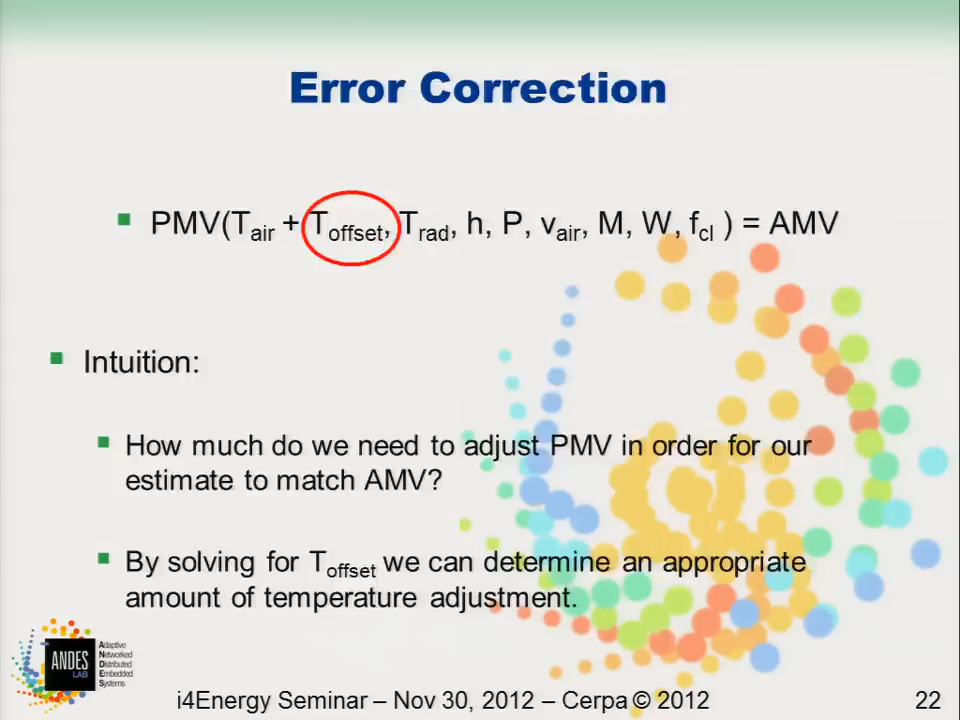 Error Correction
PMV(Tair + Toffset, Trad, h, P, vair, M, W, fcl ) = AMV
Intuition:
How much do we need to adjust PMV in order for our
estimate to match AMV?
By solving for Toffset we can determine an appropriate
amount of temperature adjustment.
ANDES
LAB
Adaptive
Networked
Distributed
Embedded
Systems
i4Energy Seminar – Nov 30, 2012 – Cerpa © 2012
22